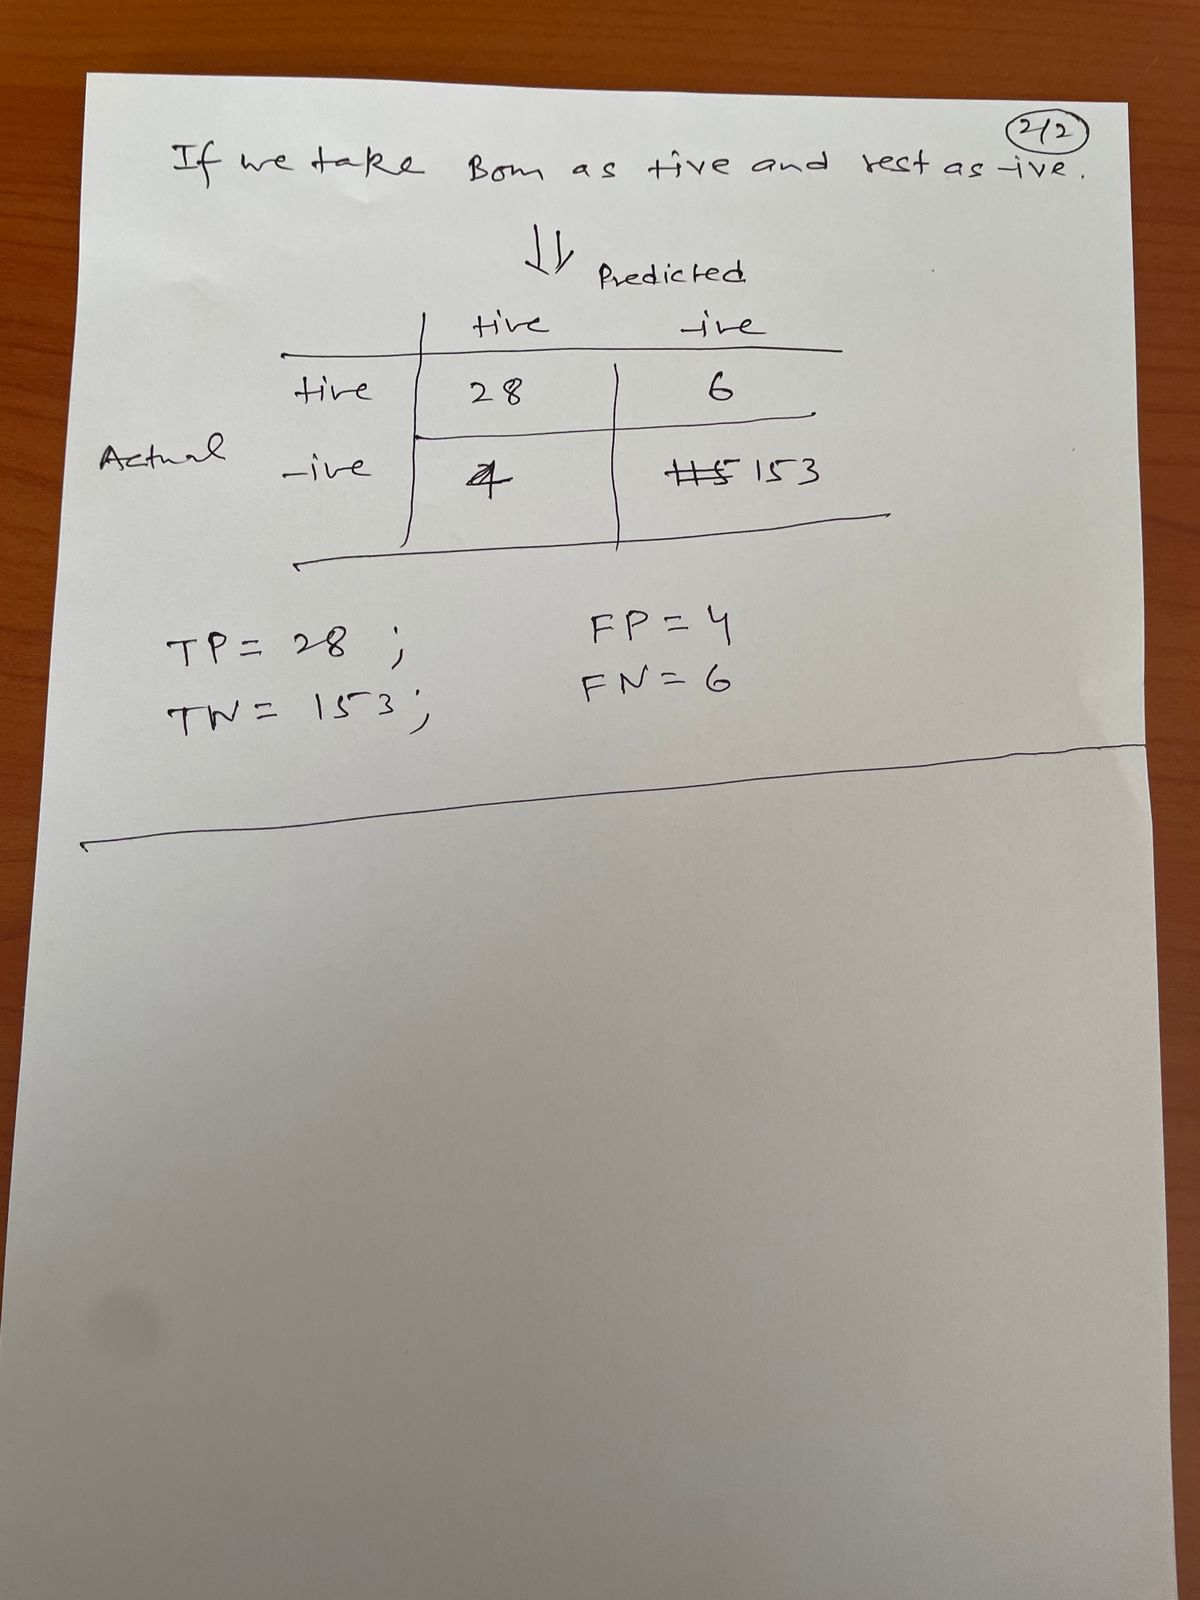 2/2
If we take Bom as +ive and rest as -ive.
Predicted
+ive -ive
+ive 28 6
Actual
-ive 4 153
TP = 28 ; FP = 4
TN = 153 ; FN = 6